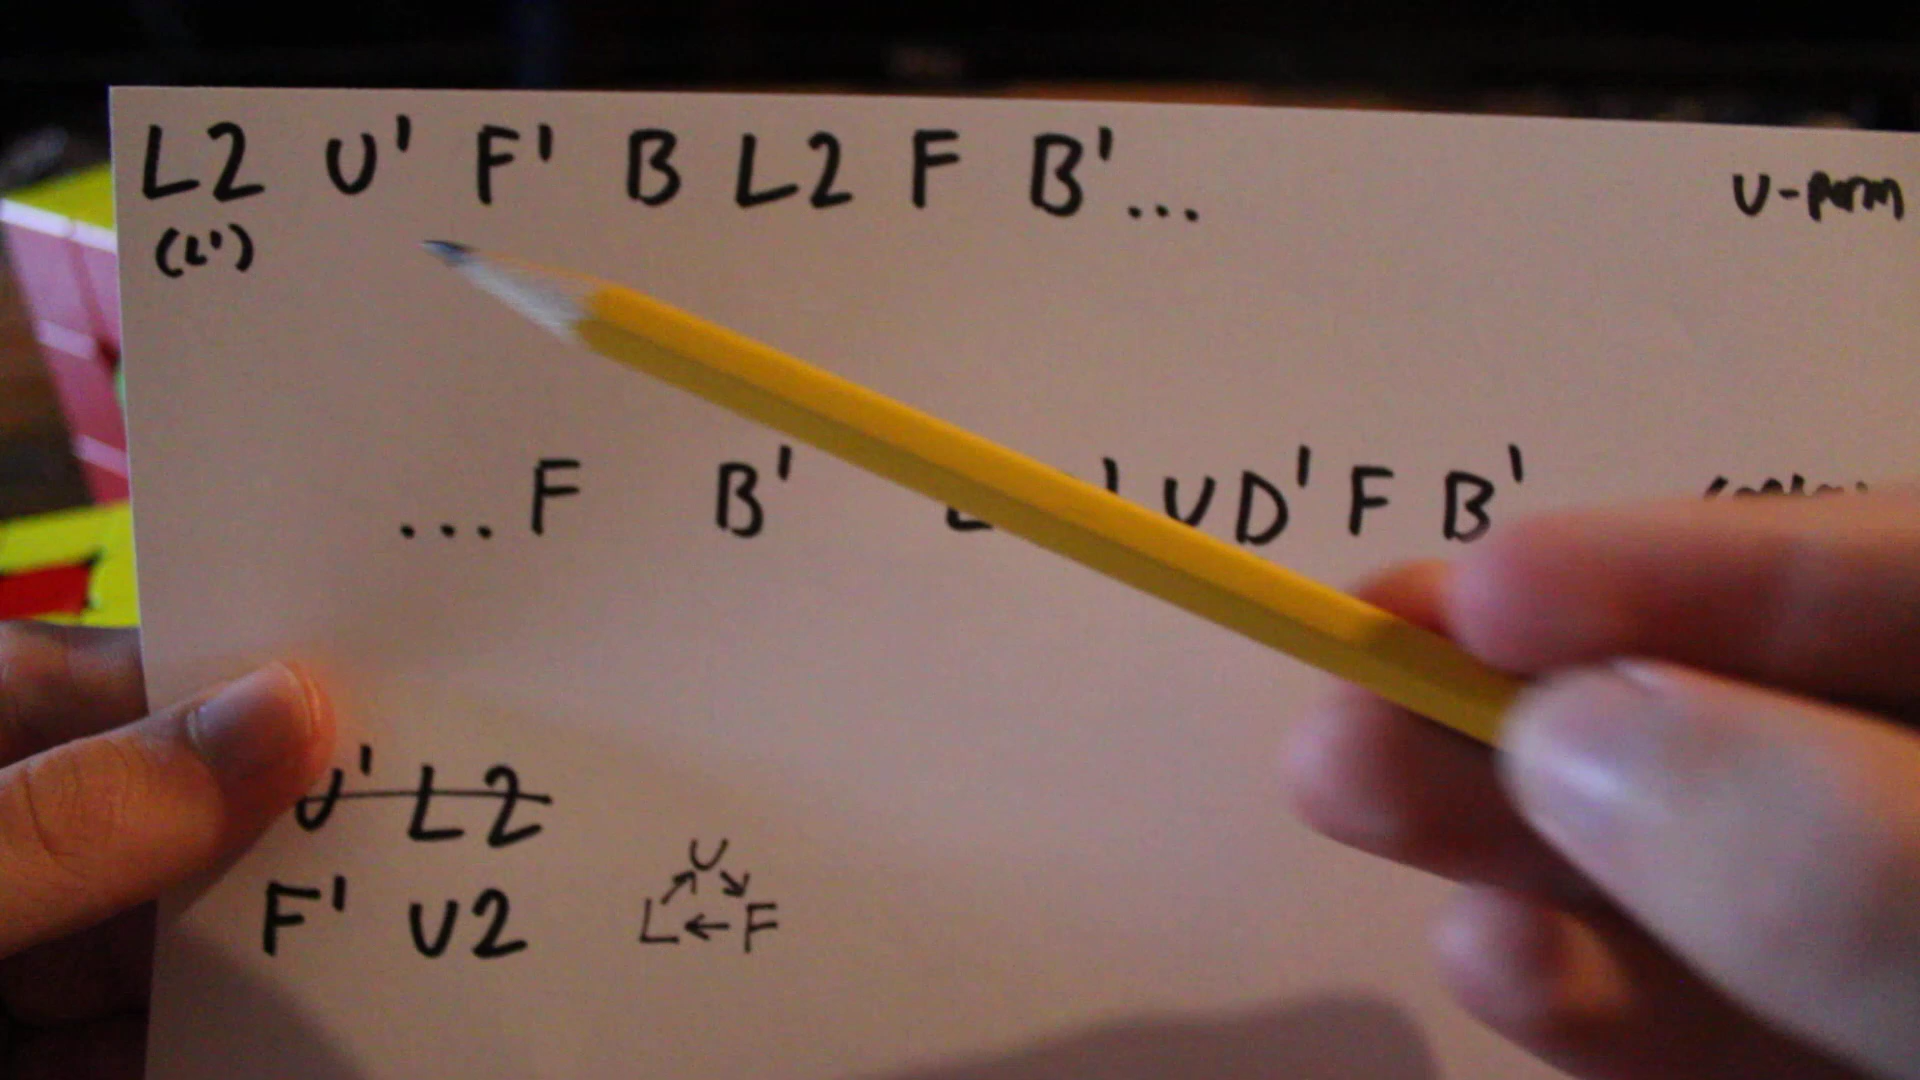 L2 U' F' B L2 F B'... U-perm
(L')
...F B' U D' F B'
U' L2
F' U2
U
L F